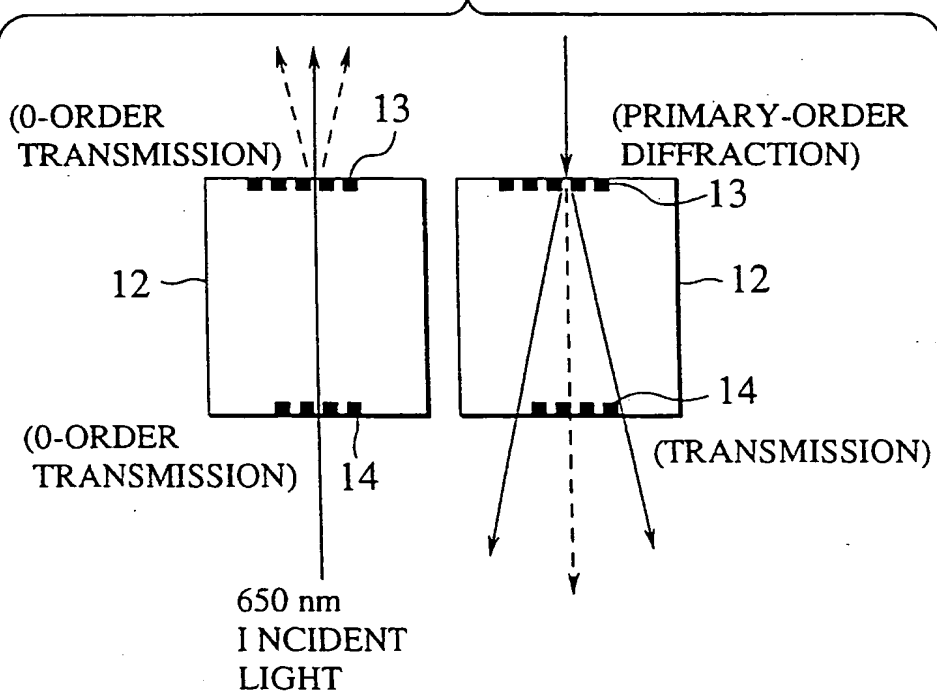 (0-ORDER
TRANSMISSION)
13
(PRIMARY-ORDER
DIFFRACTION)
13
12
12
14
(0-ORDER
TRANSMISSION)
14
(TRANSMISSION)
650 nm
I NCIDENT
LIGHT